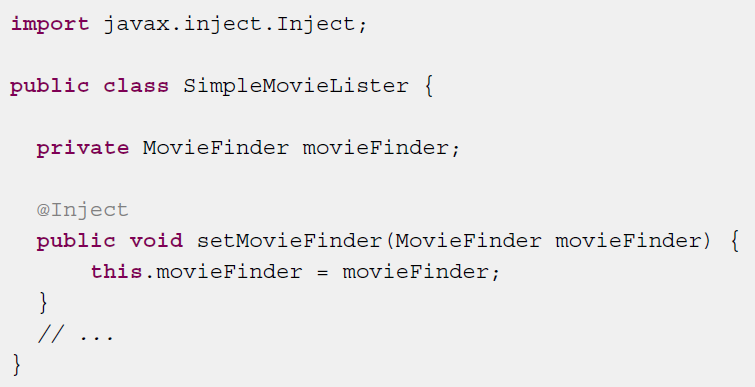 import javax.inject.Inject;
public class SimpleMovieLister {
private MovieFinder movieFinder;
@Inject
public void setMovieFinder(MovieFinder movieFinder) {
this.movieFinder = movieFinder;
}
// ...
}